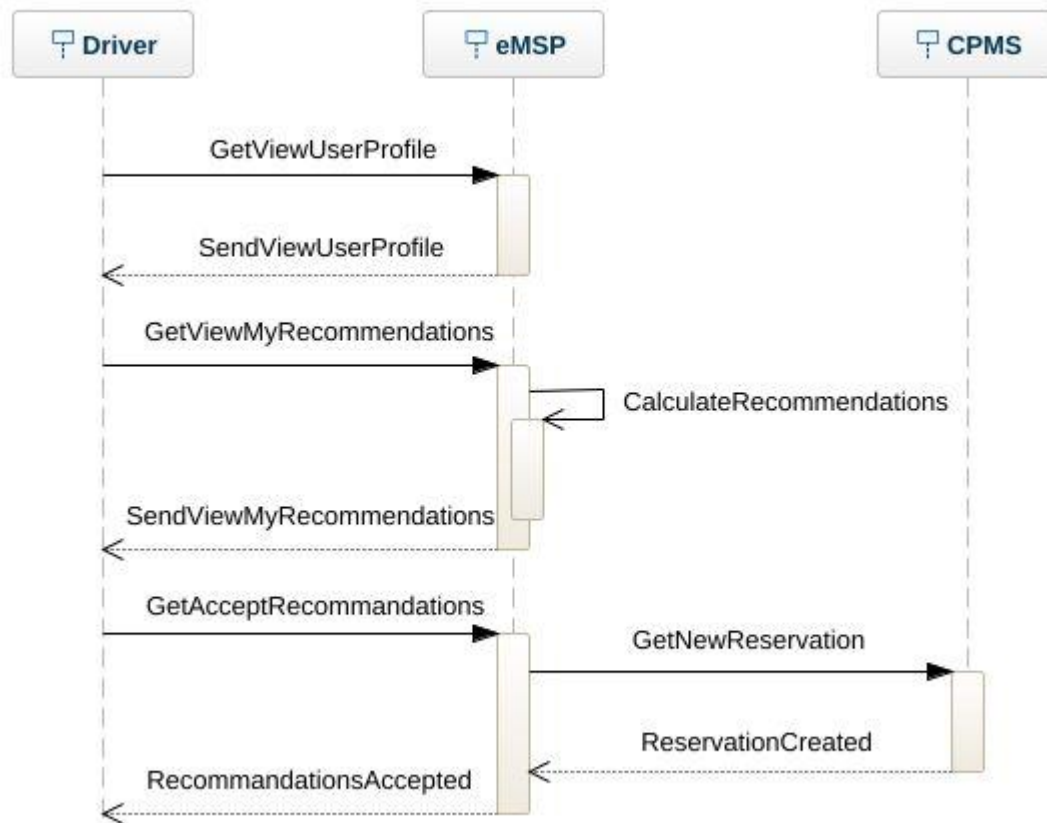 Driver
eMSP
CPMS
GetViewUserProfile
SendViewUserProfile
GetViewMyRecommendations
CalculateRecommendations
SendViewMyRecommendations
GetAcceptRecommandations
GetNewReservation
ReservationCreated
RecommandationsAccepted